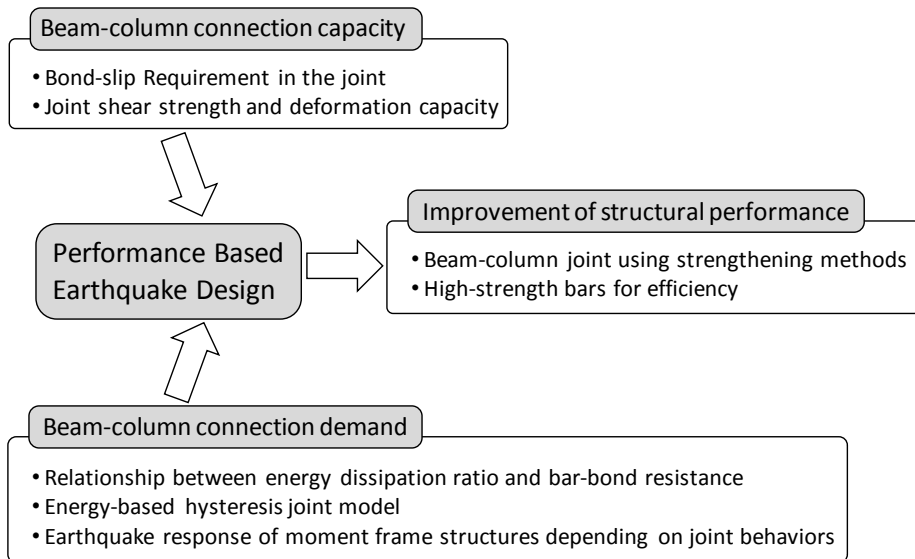 Beam-column connection capacity
• Bond-slip Requirement in the joint
• Joint shear strength and deformation capacity
Performance Based
Earthquake Design
Improvement of structural performance
• Beam-column joint using strengthening methods
• High-strength bars for efficiency
Beam-column connection demand
• Relationship between energy dissipation ratio and bar-bond resistance
• Energy-based hysteresis joint model
• Earthquake response of moment frame structures depending on joint behaviors